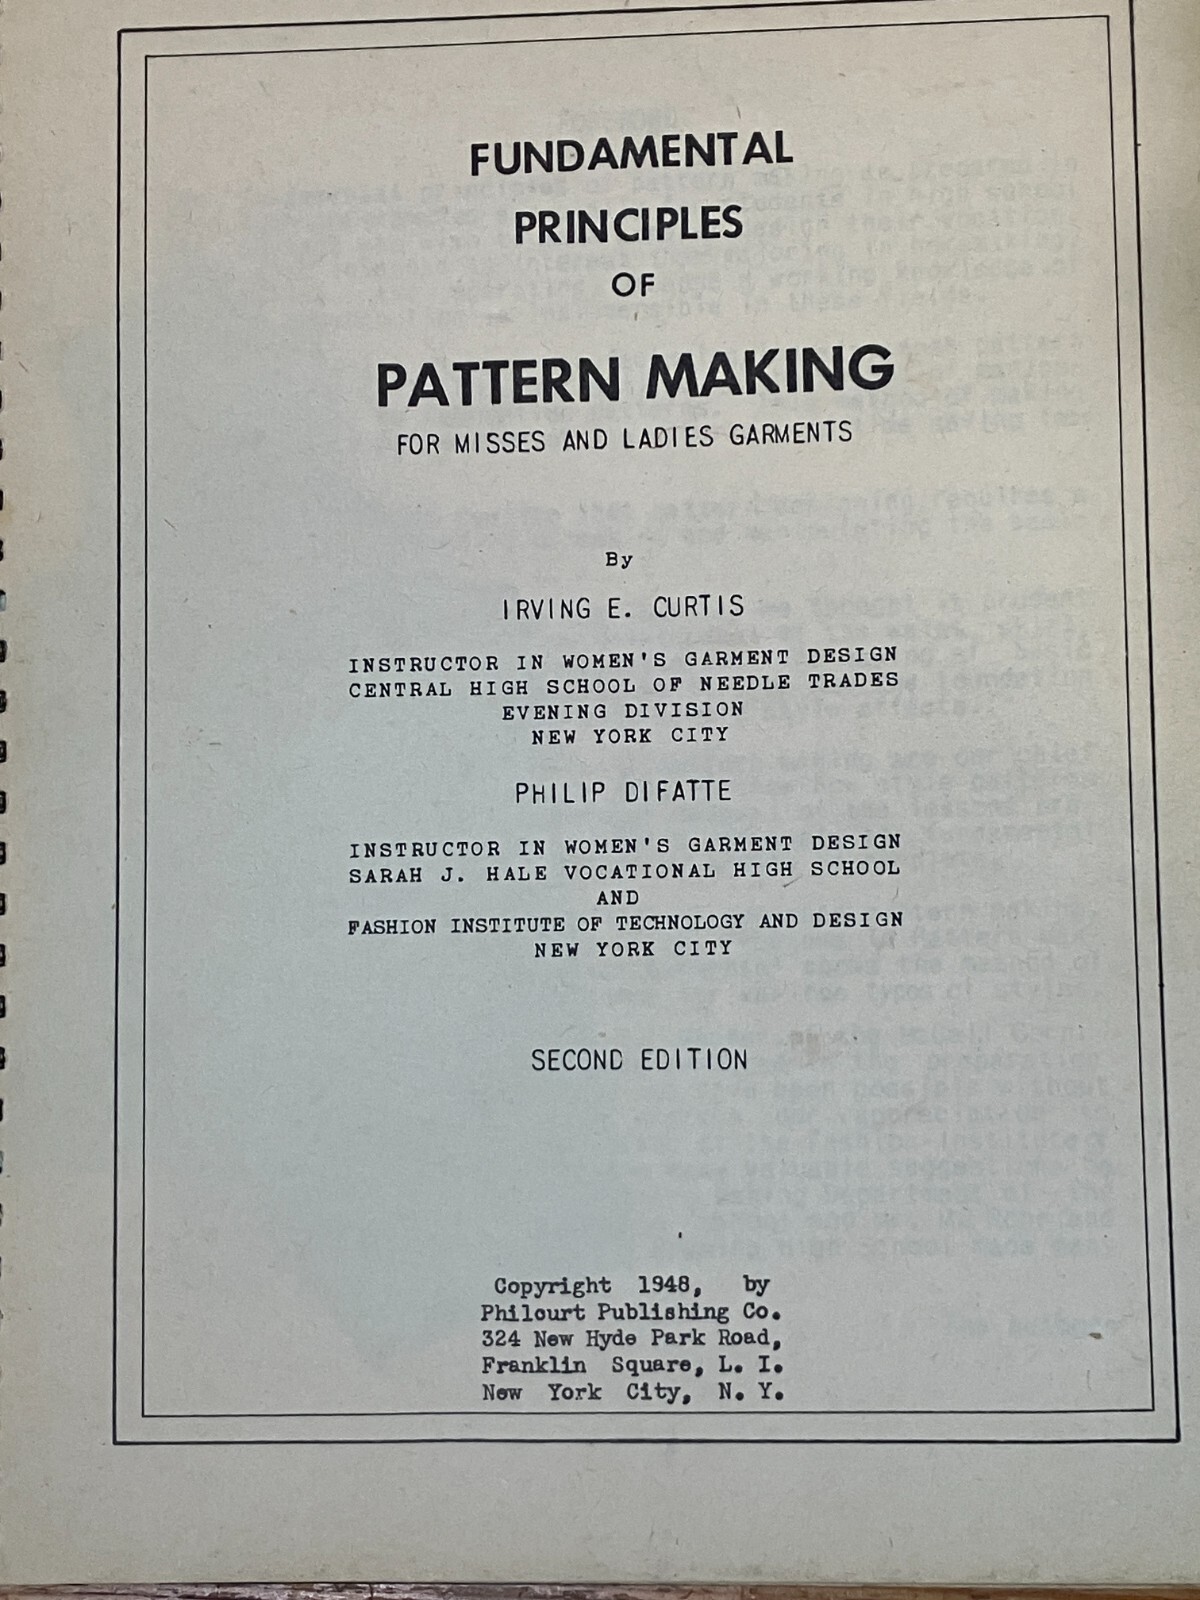 FUNDAMENTAL
PRINCIPLES
OF
PATTERN MAKING
FOR MISSES AND LADIES GARMENTS
By
IRVING E. CURTIS
INSTRUCTOR IN WOMEN'S GARMENT DESIGN
CENTRAL HIGH SCHOOL OF NEEDLE TRADES
EVENING DIVISION
NEW YORK CITY
PHILIP DIFATTE
INSTRUCTOR IN WOMEN'S GARMENT DESIGN
SARAH J. HALE VOCATIONAL HIGH SCHOOL
AND
FASHION INSTITUTE OF TECHNOLOGY AND DESIGN
NEW YORK CITY
SECOND EDITION
Copyright 1948, by
Philourt Publishing Co.
324 New Hyde Park Road,
Franklin Square, L. I.
New York City, N. Y.